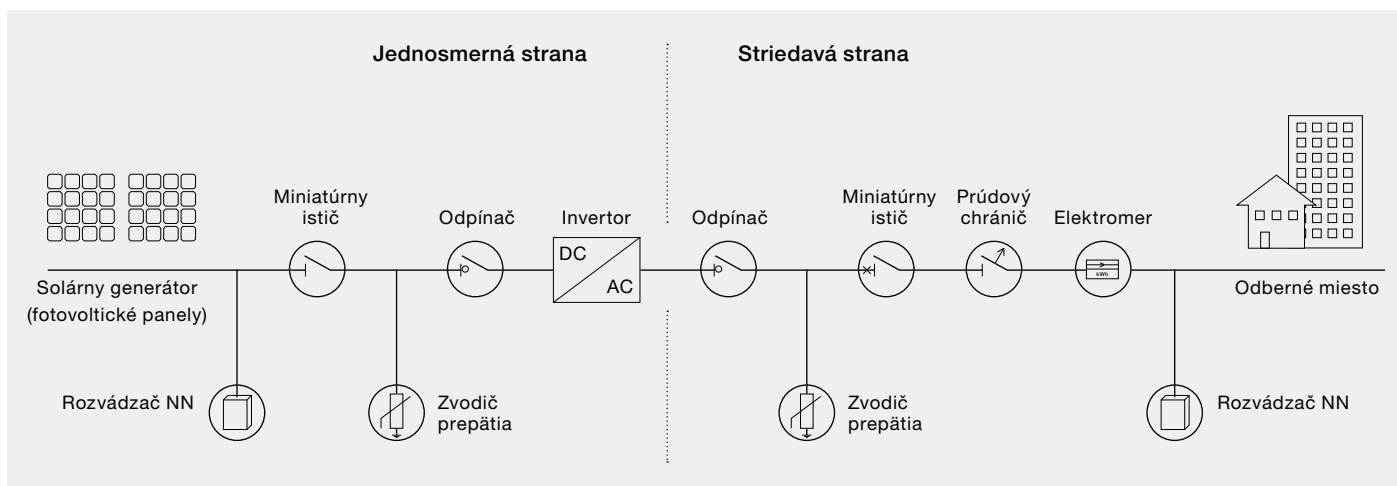 Jednosmerná strana
Striedavá strana
Miniatúrny
istič
Odpínač
Invertor
Odpínač
Miniatúrny
istič
Prúdový
chránič
Elektromer
DC
AC
kWh
Solárny generátor
(fotovoltické panely)
Odberné miesto
Rozvádzač NN
Zvodič
prepätia
Zvodič
prepätia
Rozvádzač NN